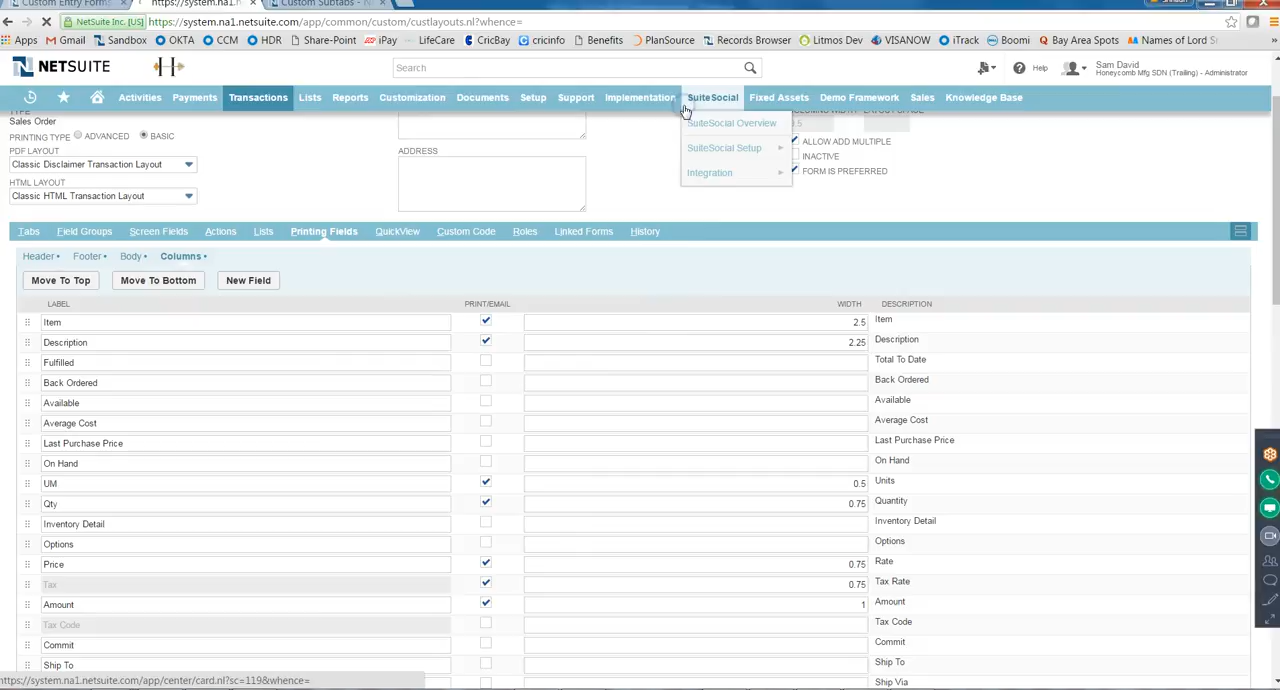 Custom Entry Forms
https://system.na1.netsuite.c
Custom Subtabs - N
NetSuite Inc. [US]
https://system.na1.netsuite.com/app/common/custom/custlayouts.nl?whence=
Apps Gmail Sandbox OKTA CCM HDR Share-Point iPay LifeCare CricBay cricinfo Benefits PlanSource Records Browser Litmos Dev VISANOW iTrack Boomi Bay Area Spots Names of Lord S
NETSUITE
Search
Help
Sam David
Honeycomb Mfg SDN (Trailing) - Administrator
Activities Payments Transactions Lists Reports Customization Documents Setup Support Implementation SuiteSocial Fixed Assets Demo Framework Sales Knowledge Base
SuiteSocial Overview
SuiteSocial Setup
Integration
TYPE
Sales Order
PRINTING TYPE ADVANCED BASIC
PDF LAYOUT
Classic Disclaimer Transaction Layout
HTML LAYOUT
Classic HTML Transaction Layout
ADDRESS
ALLOW ADD MULTIPLE
INACTIVE
FORM IS PREFERRED
Tabs Field Groups Screen Fields Actions Lists Printing Fields QuickView Custom Code Roles Linked Forms History
Header • Footer • Body • Columns •
Move To Top Move To Bottom New Field
LABEL PRINT/EMAIL WIDTH DESCRIPTION
Item 2.5 Item
Description 2.25 Description
Fulfilled Total To Date
Back Ordered Back Ordered
Available Available
Average Cost Average Cost
Last Purchase Price Last Purchase Price
On Hand On Hand
UM 0.5 Units
Qty 0.75 Quantity
Inventory Detail Inventory Detail
Options Options
Price 0.75 Rate
Tax 0.75 Tax Rate
Amount 1 Amount
Tax Code Tax Code
Commit Commit
Ship To Ship To
Ship Via
https://system.na1.netsuite.com/app/center/card.nl?sc=119&whence=